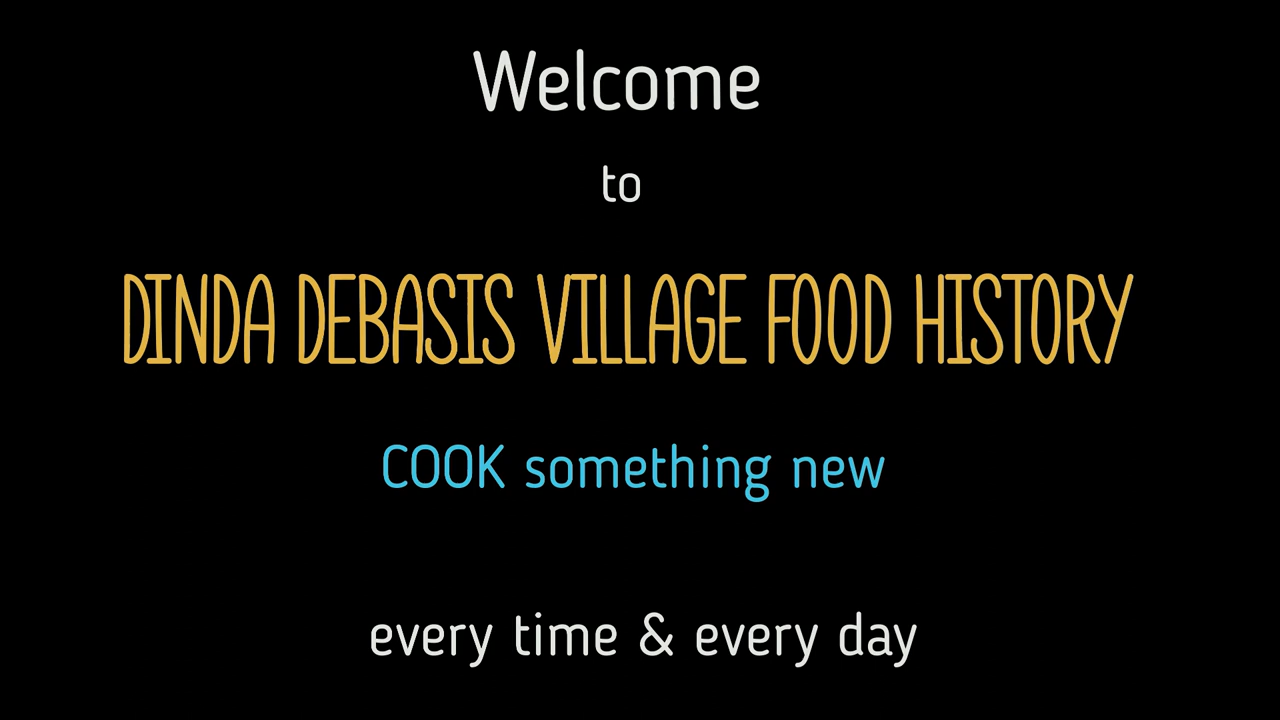 Welcome
to
DINDA DEBASIS VILLAGE FOOD HISTORY
COOK something new
every time & every day